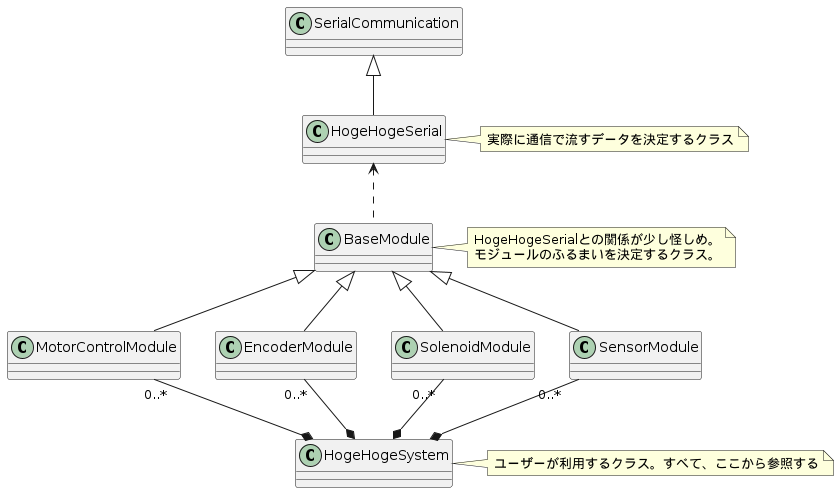 C SerialCommunication
C HogeHogeSerial
実際に通信で流すデータを決定するクラス
C BaseModule
HogeHogeSerialとの関係が少し怪しめ。
モジュールのふるまいを決定するクラス。
C MotorControlModule
C EncoderModule
C SolenoidModule
C SensorModule
0..*
0..*
0..*
0..*
C HogeHogeSystem
ユーザーが利用するクラス。すべて、ここから参照する